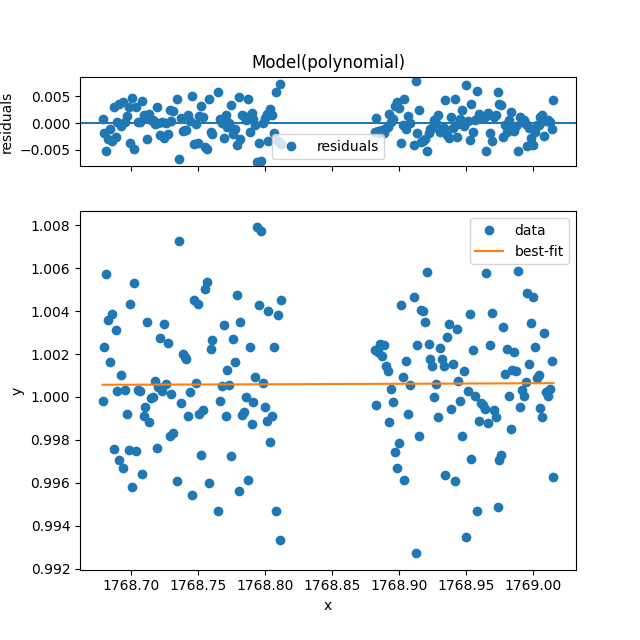 Model(polynomial)
0.005
0.000
−0.005
residuals
residuals
1.008
1.006
1.004
1.002
1.000
0.998
0.996
0.994
0.992
y
data
best-fit
1768.70 1768.75 1768.80 1768.85 1768.90 1768.95 1769.00
x